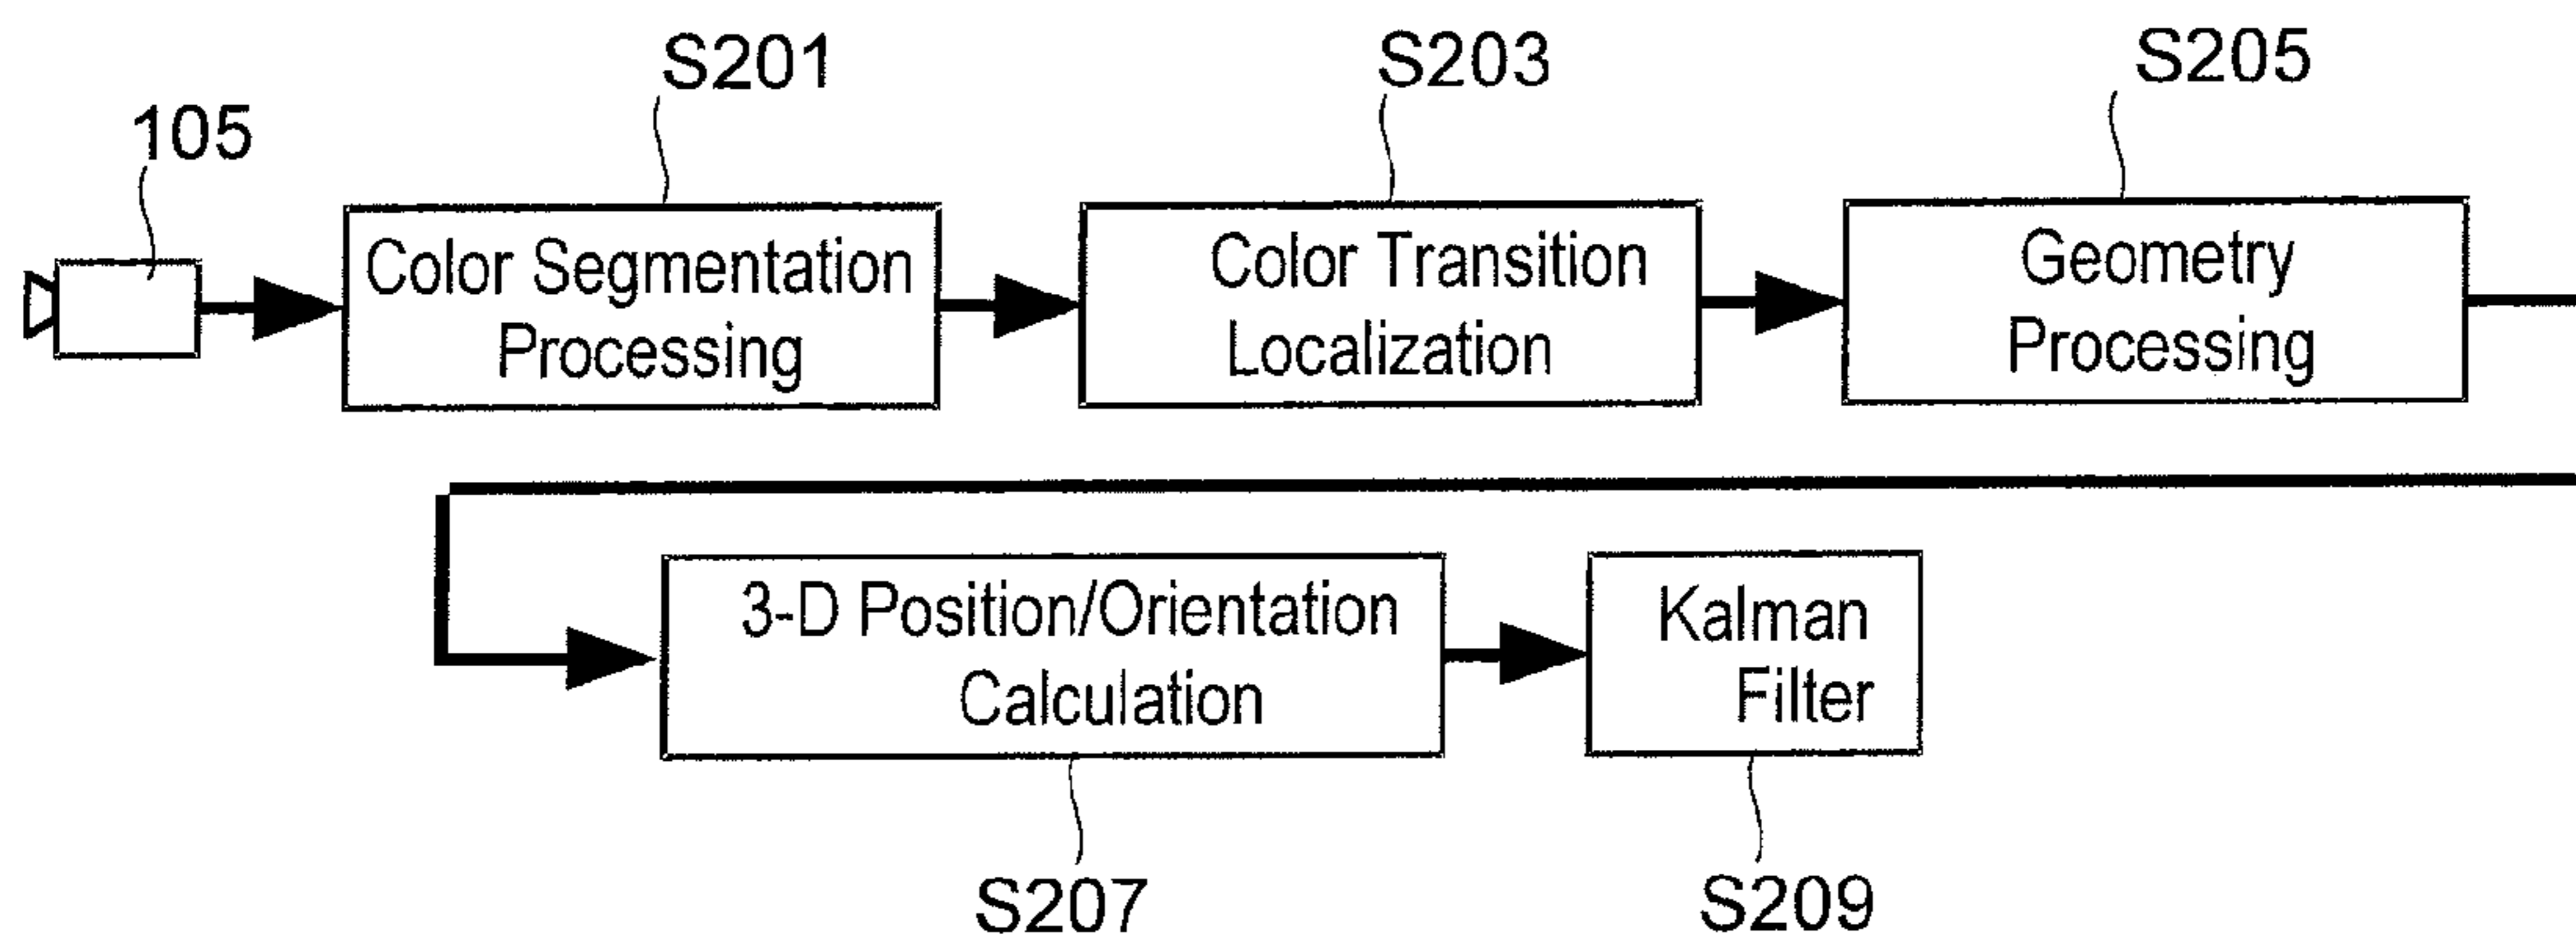 S201
S203
S205
105
Color Segmentation
Processing
Color Transition
Localization
Geometry
Processing
3-D Position/Orientation
Calculation
Kalman
Filter
S207
S209